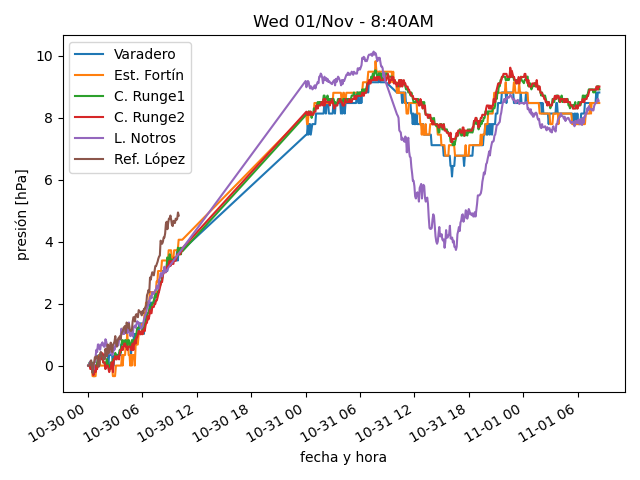 Wed 01/Nov - 8:40AM
Varadero
Est. Fortín
C. Runge1
C. Runge2
L. Notros
Ref. López
presión [hPa]
10
8
6
4
2
0
10-30 00
10-30 06
10-30 12
10-30 18
10-31 00
10-31 06
10-31 12
10-31 18
11-01 00
11-01 06
fecha y hora